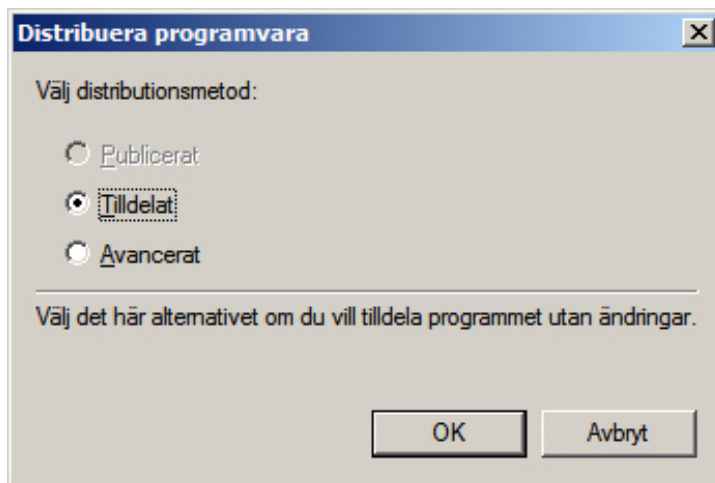 Distribuera programvara
Välj distributionsmetod:
Publicerat
Tilldelat
Avancerat
Välj det här alternativet om du vill tilldela programmet utan ändringar.
OK Avbryt